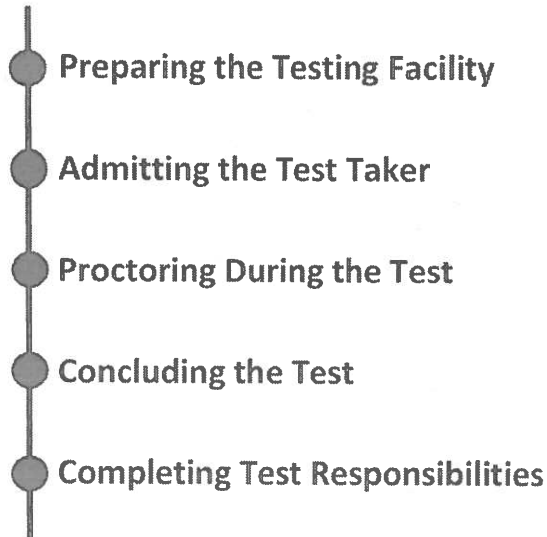 Preparing the Testing Facility
Admitting the Test Taker
Proctoring During the Test
Concluding the Test
Completing Test Responsibilities